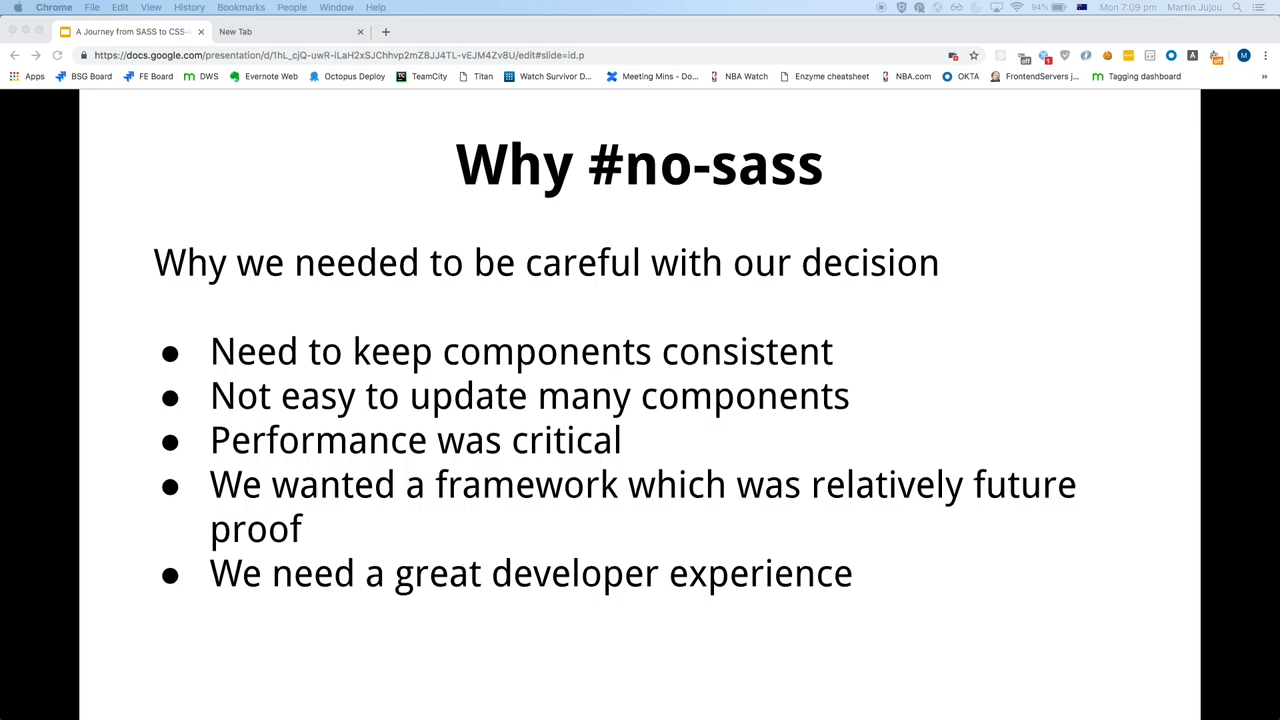 Chrome File Edit View History Bookmarks People Window Help 94% Mon 7:09 pm Martin Jujou
A Journey from SASS to CSS-i New Tab
https://docs.google.com/presentation/d/1hL_cjQ-uwR-iLaH2xSJChhvp2mZ8JJ4TL-vEJM4Zv8U/edit#slide=id.p
Apps BSG Board FE Board DWS Evernote Web Octopus Deploy TeamCity Titan Watch Survivor D... Meeting Mins - Do... NBA Watch Enzyme cheatsheet NBA.com OKTA FrontendServers j... Tagging dashboard »
Why #no-sass
Why we needed to be careful with our decision
● Need to keep components consistent
● Not easy to update many components
● Performance was critical
● We wanted a framework which was relatively future
proof
● We need a great developer experience